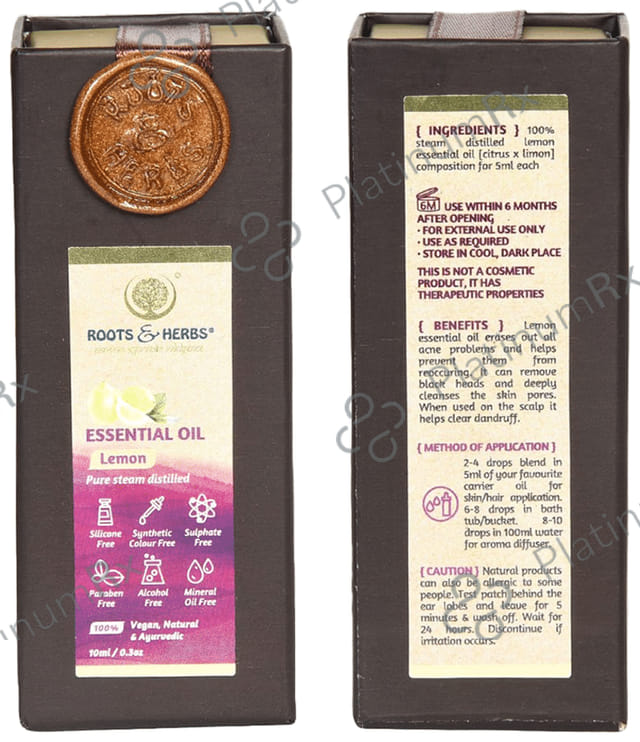 ROOTS
&
HERBS
ROOTS & HERBS®
ESSENTIAL OIL
Lemon
Pure steam distilled
Silicone Free
Synthetic Colour Free
Sulphate Free
Paraben Free
Alcohol Free
Mineral Oil Free
100% Vegan, Natural
& Ayurvedic
10ml / 0.3oz
{ INGREDIENTS } 100%
steam distilled lemon
essential oil [citrus x limon]
composition for 5ml each
6M USE WITHIN 6 MONTHS
AFTER OPENING
· FOR EXTERNAL USE ONLY
· USE AS REQUIRED
· STORE IN COOL, DARK PLACE
THIS IS NOT A COSMETIC
PRODUCT, IT HAS
THERAPEUTIC PROPERTIES
{ BENEFITS } Lemon
essential oil erases out all
acne problems and helps
prevent them from
reoccuring. It can remove
black heads and deeply
cleanses the skin pores.
When used on the scalp it
helps clear dandruff.
{ METHOD OF APPLICATION }
2-4 drops blend in
5ml of your favourite
carrier oil for
skin/hair application.
6-8 drops in bath
tub/bucket. 8-10
drops in 100ml water
for aroma diffuser.
{ CAUTION } Natural products
can also be allergic to some
people. Test patch behind the
ear lobes and leave for 5
minutes & wash off. Wait for
24 hours. Discontinue if
irritation occurs.
PlatinumRx
PlatinumRx
PlatinumRx
PlatinumRx